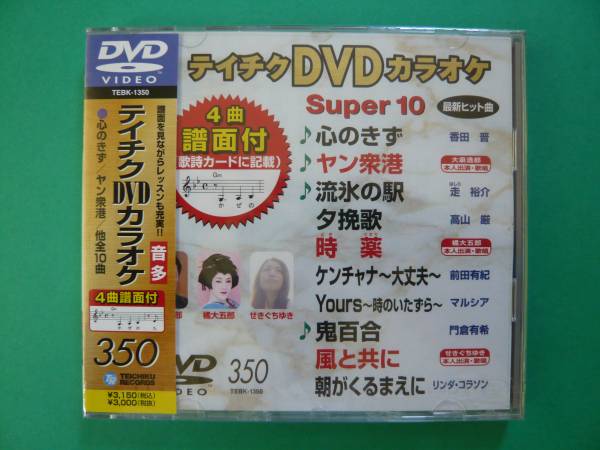 DVD
VIDEO
TEBK-1350
譜面を見ながらレッスンも充実!!
テイチクDVDカラオケ
音多
●心のきず/ヤン衆港/他全10曲
4曲譜面付
350
TEICHIKU
RECORDS
¥3,150(税込)
¥3,000(税抜)
テイチクDVDカラオケ
Super 10
最新ヒット曲
4曲
譜面付
歌詩カードに記載)
か ぜ の
♪心のきず 香田 晋
♪ヤン衆港
本人出演・歌唱
♪流氷の駅 走 裕介
はしり
夕挽歌 高山 厳
時薬 橘大五郎
本人出演・歌唱
ケンチャナ〜大丈夫〜 前田有紀
Yours〜時のいたずら〜 マルシア
♪鬼百合 門倉有希
風と共に せきぐちゆき
本人出演・歌唱
朝がくるまえに リンダ・コラソン
郎
橘大五郎
せきぐちゆき
DVD
VIDEO
350
TEBK-1350